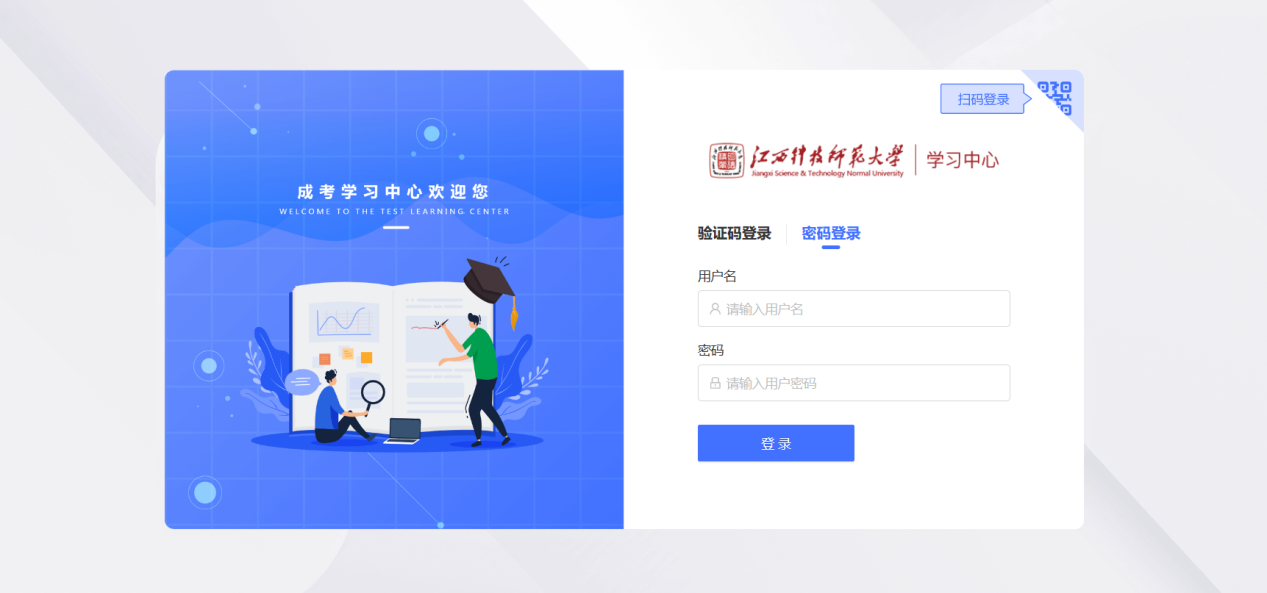 成考学习中心欢迎您
WELCOME TO THE TEST LEARNING CENTER
扫码登录
江西科技师范大学
Jiangxi Science & Technology Normal University
学习中心
验证码登录
密码登录
用户名
请输入用户名
密码
请输入用户密码
登 录